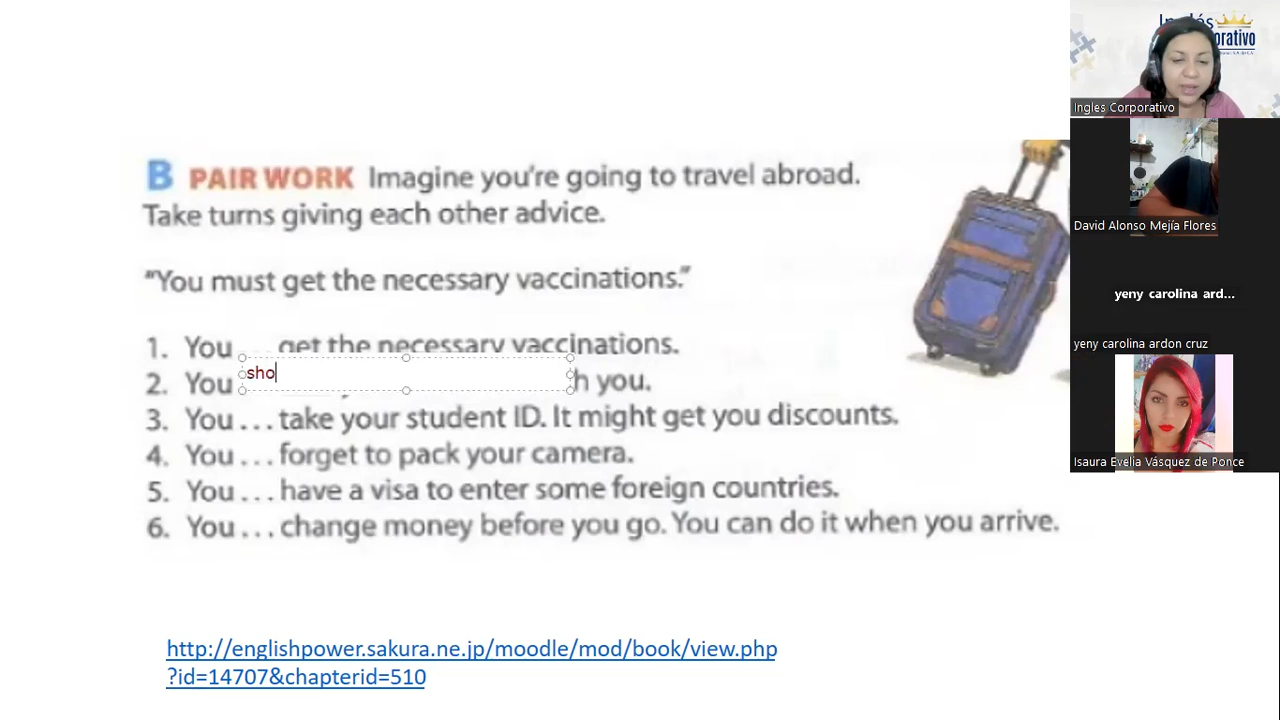 B PAIR WORK Imagine you're going to travel abroad.
Take turns giving each other advice.
"You must get the necessary vaccinations."
1. You ... get the necessary vaccinations.
2. You sho h you.
3. You ... take your student ID. It might get you discounts.
4. You ... forget to pack your camera.
5. You ... have a visa to enter some foreign countries.
6. You ... change money before you go. You can do it when you arrive.
http://englishpower.sakura.ne.jp/moodle/mod/book/view.php
?id=14707&chapterid=510
Ingles Corporativo
David Alonso Mejía Flores
yeny carolina ard...
yeny carolina ardon cruz
Isaura Evelia Vásquez de Ponce